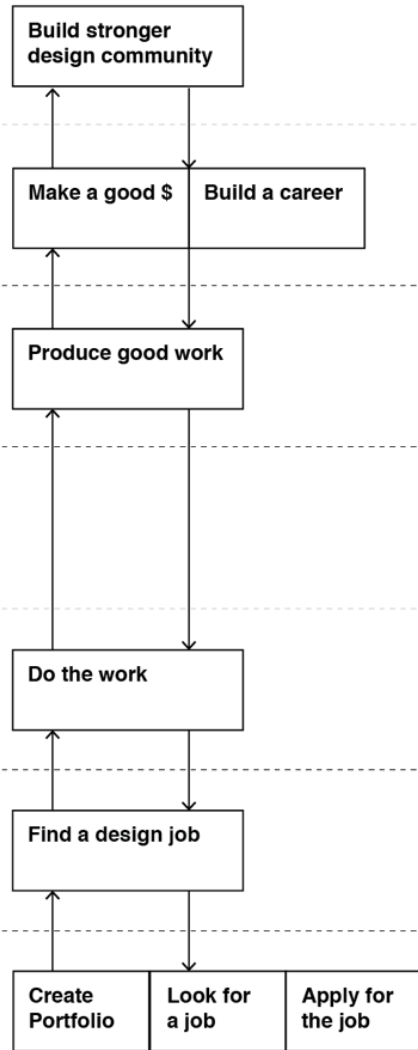 Build stronger
design community
Make a good $
Build a career
Produce good work
Do the work
Find a design job
Create
Portfolio
Look for
a job
Apply for
the job